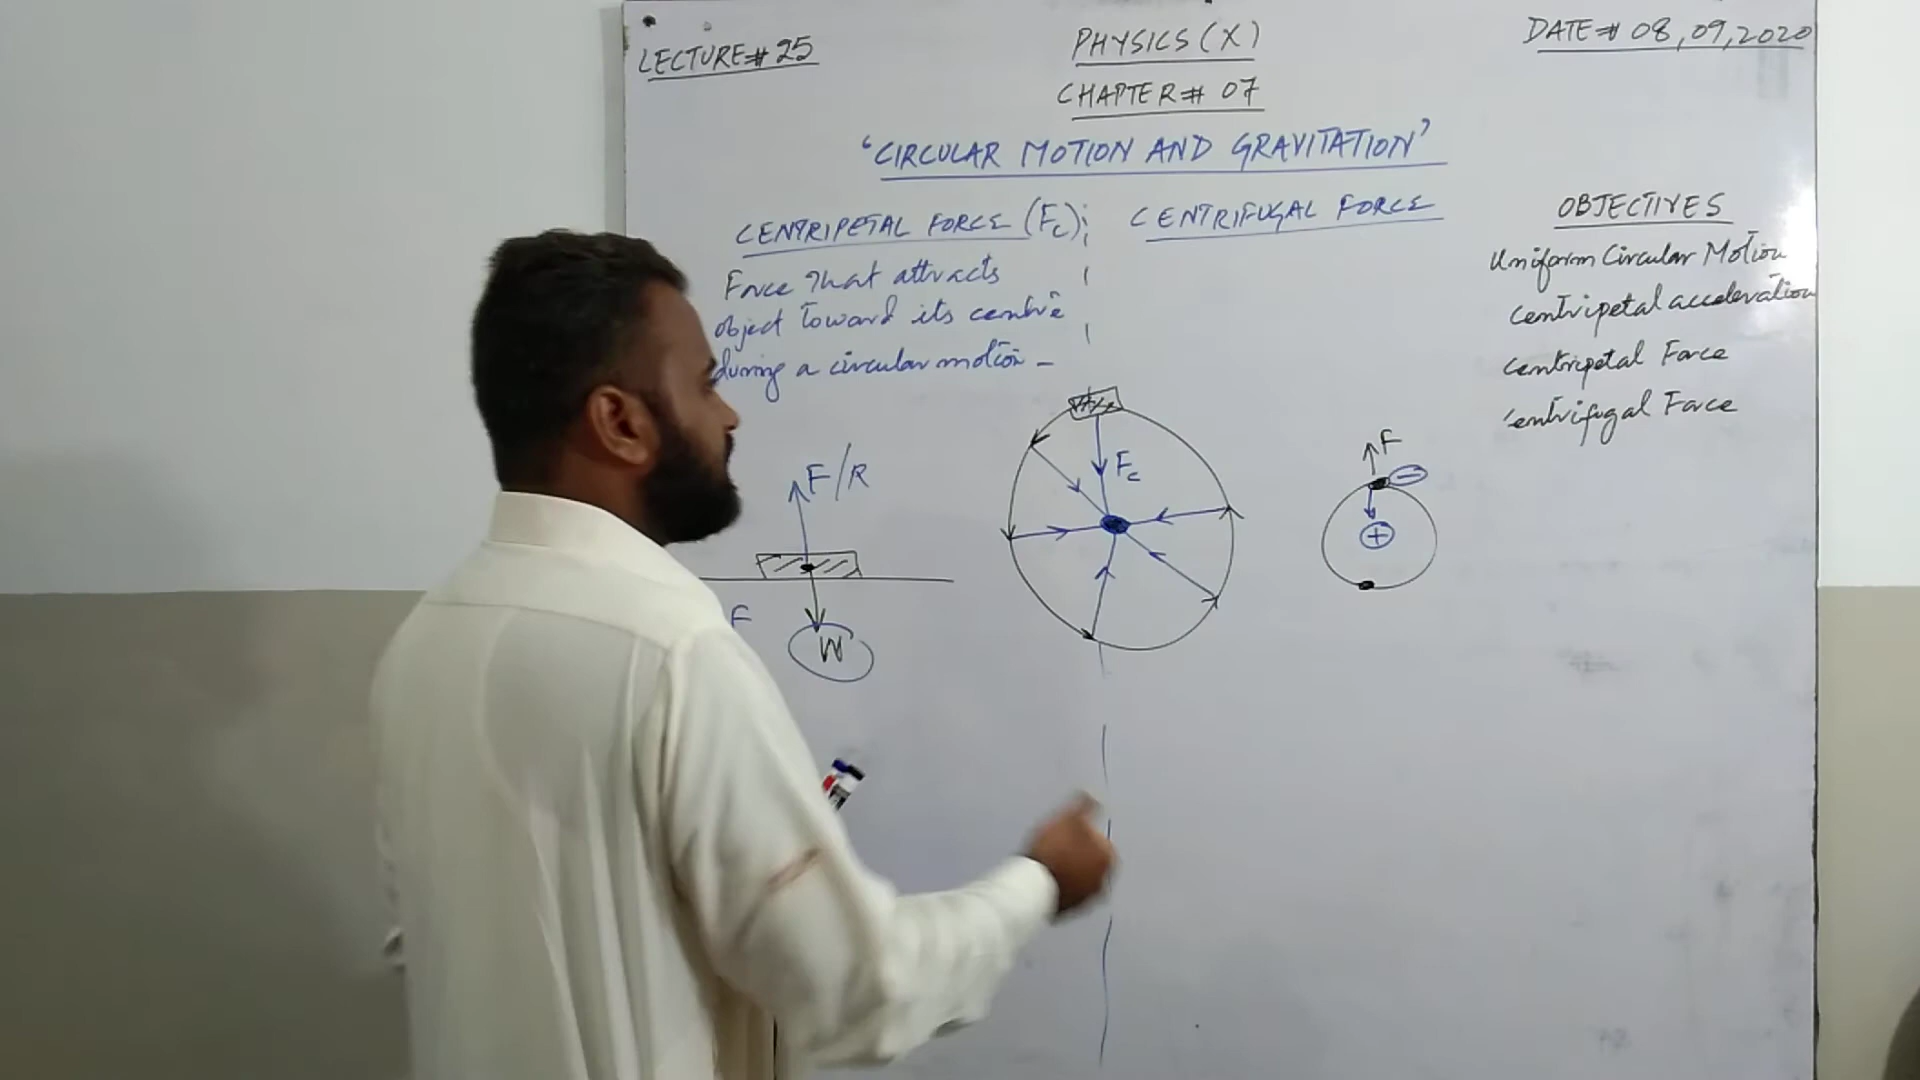 LECTURE# 25
PHYSICS (X)
DATE# 08,09,2020
CHAPTER# 07
'CIRCULAR MOTION AND GRAVITATION'
CENTRIPETAL FORCE (Fc);
Force that attracts
object toward its centre
during a circular motion -
CENTRIFUGAL FORCE
OBJECTIVES
Uniform Circular Motion
centripetal acceleration
centripetal Force
centrifugal Force
F/R
F
W
Fc
F
-
+